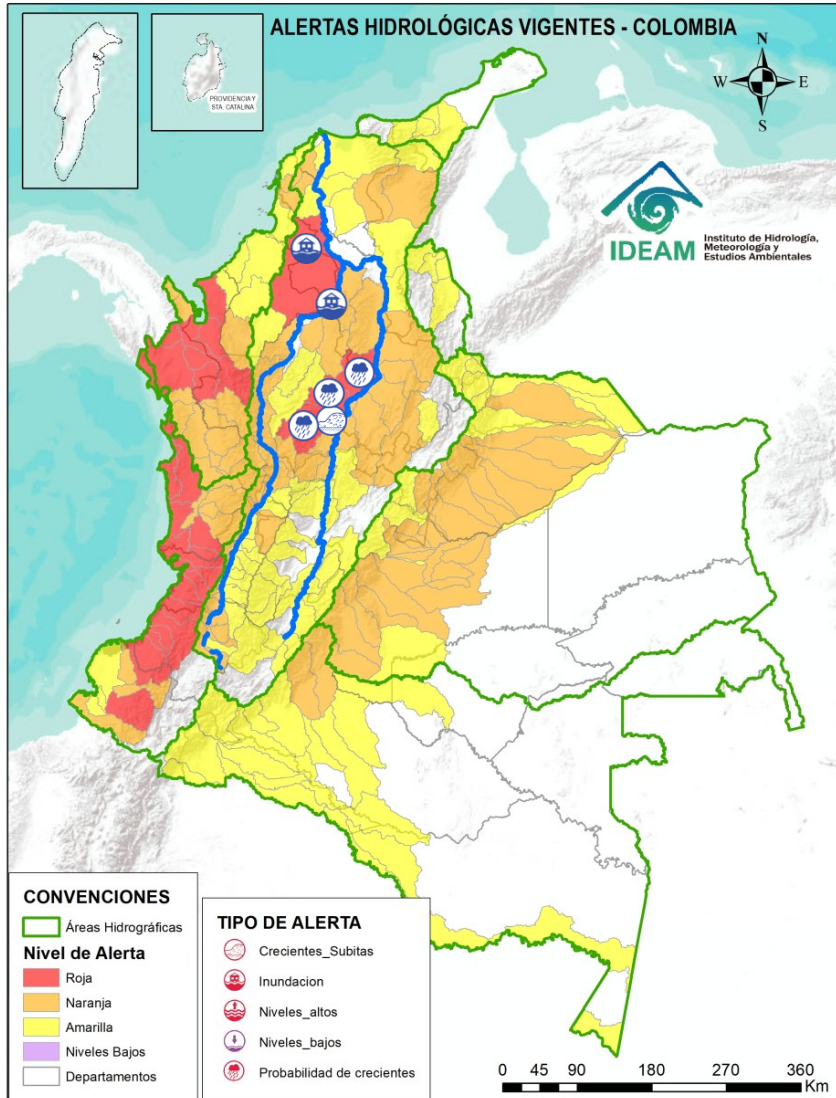 ALERTAS HIDROLÓGICAS VIGENTES - COLOMBIA
PROVIDENCIA Y
STA. CATALINA
N
W
E
S
IDEAM
Instituto de Hidrología,
Meteorología y
Estudios Ambientales
CONVENCIONES
Áreas Hidrográficas
Nivel de Alerta
Roja
Naranja
Amarilla
Niveles Bajos
Departamentos
TIPO DE ALERTA
Crecientes_Subitas
Inundacion
Niveles_altos
Niveles_bajos
Probabilidad de crecientes
0 45 90 180 270 360
Km